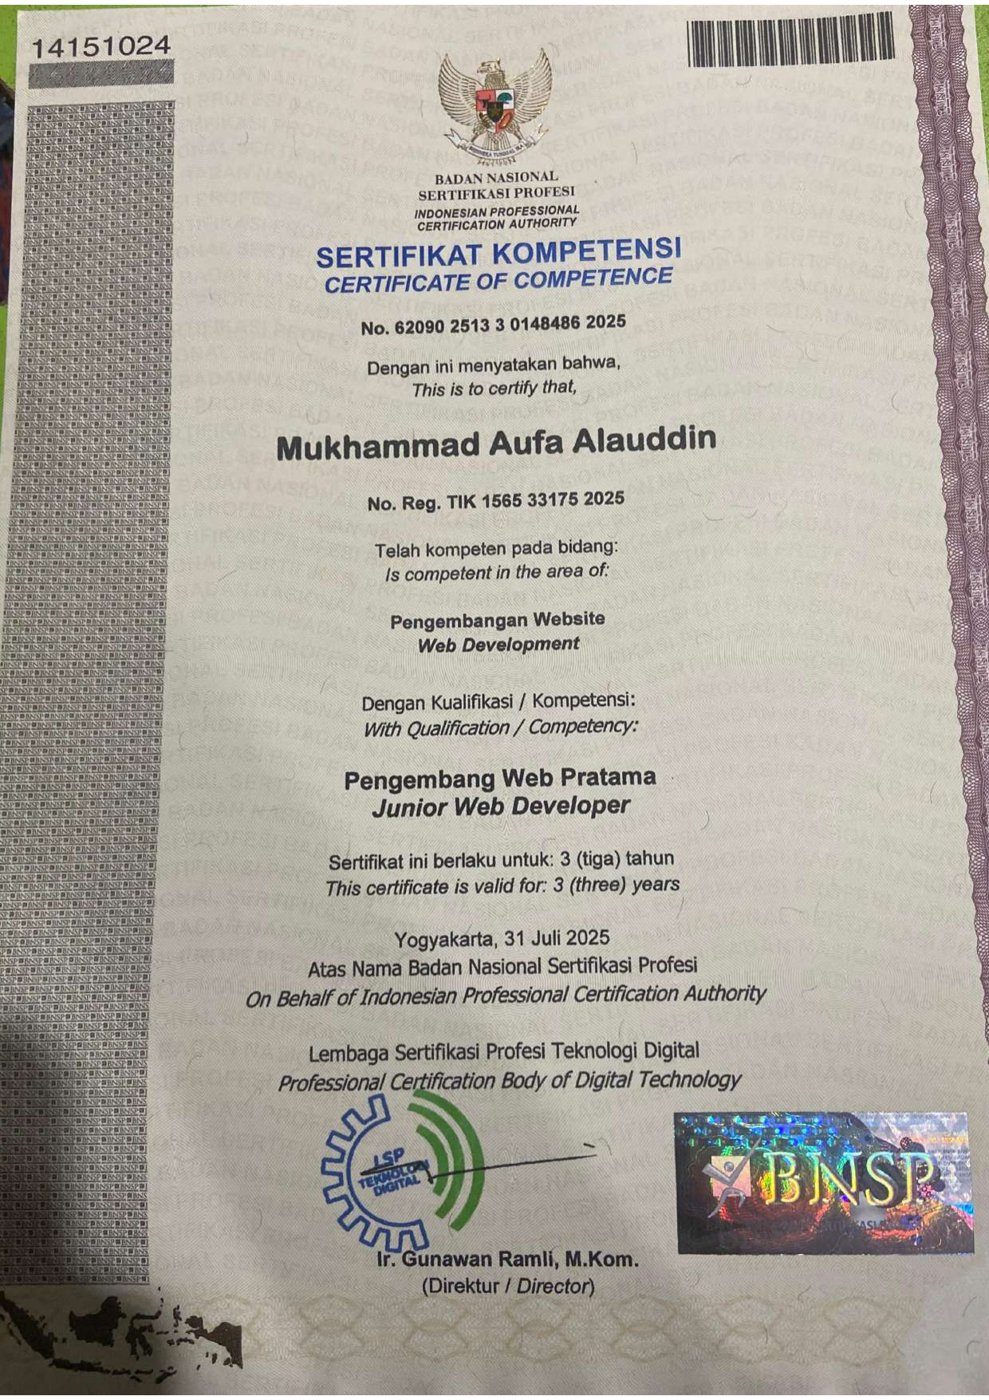 14151024
BADAN NASIONAL
SERTIFIKASI PROFESI
INDONESIAN PROFESSIONAL
CERTIFICATION AUTHORITY
SERTIFIKAT KOMPETENSI
CERTIFICATE OF COMPETENCE
No. 62090 2513 3 0148486 2025
Dengan ini menyatakan bahwa,
This is to certify that,
Mukhammad Aufa Alauddin
No. Reg. TIK 1565 33175 2025
Telah kompeten pada bidang:
Is competent in the area of:
Pengembangan Website
Web Development
Dengan Kualifikasi / Kompetensi:
With Qualification / Competency:
Pengembang Web Pratama
Junior Web Developer
Sertifikat ini berlaku untuk: 3 (tiga) tahun
This certificate is valid for: 3 (three) years
Yogyakarta, 31 Juli 2025
Atas Nama Badan Nasional Sertifikasi Profesi
On Behalf of Indonesian Professional Certification Authority
Lembaga Sertifikasi Profesi Teknologi Digital
Professional Certification Body of Digital Technology
LSP
TEKNOLOGI
DIGITAL
BNSP
Ir. Gunawan Ramli, M.Kom.
(Direktur / Director)